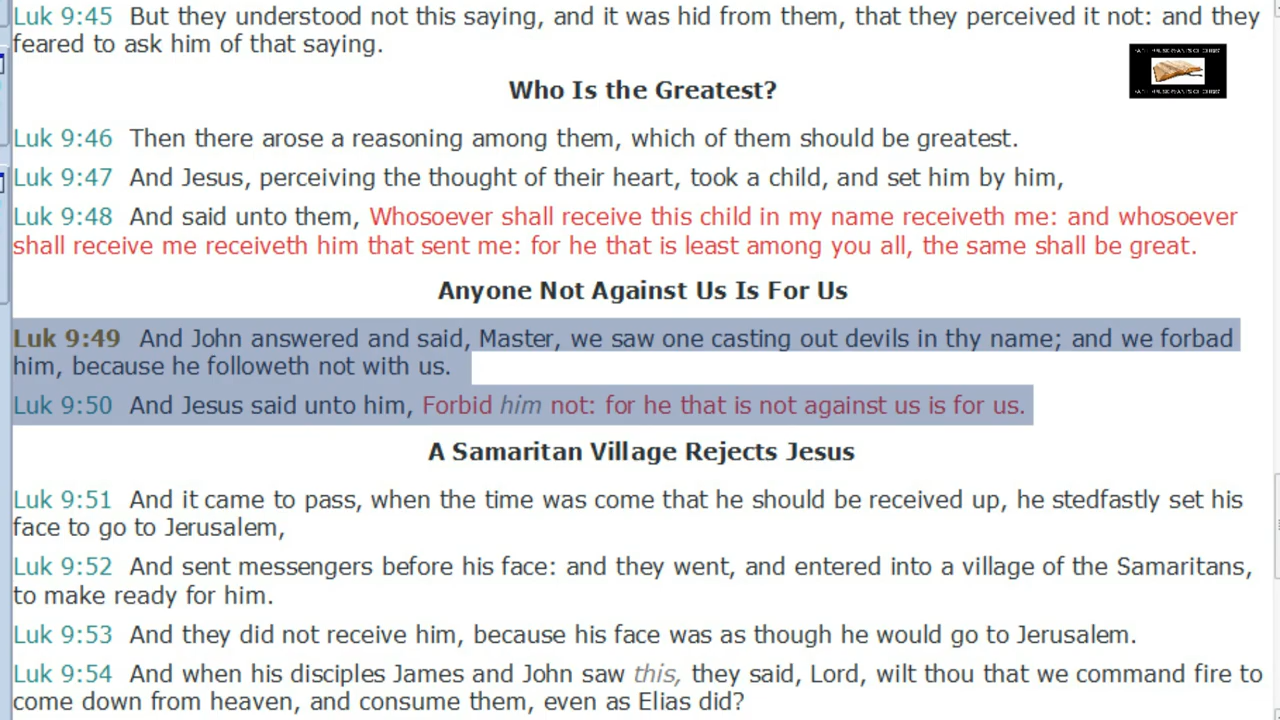 Luk 9:45 But they understood not this saying, and it was hid from them, that they perceived it not: and they
feared to ask him of that saying.
Who Is the Greatest?
Luk 9:46 Then there arose a reasoning among them, which of them should be greatest.
Luk 9:47 And Jesus, perceiving the thought of their heart, took a child, and set him by him,
Luk 9:48 And said unto them, Whosoever shall receive this child in my name receiveth me: and whosoever
shall receive me receiveth him that sent me: for he that is least among you all, the same shall be great.
Anyone Not Against Us Is For Us
Luk 9:49 And John answered and said, Master, we saw one casting out devils in thy name; and we forbad
him, because he followeth not with us.
Luk 9:50 And Jesus said unto him, Forbid him not: for he that is not against us is for us.
A Samaritan Village Rejects Jesus
Luk 9:51 And it came to pass, when the time was come that he should be received up, he stedfastly set his
face to go to Jerusalem,
Luk 9:52 And sent messengers before his face: and they went, and entered into a village of the Samaritans,
to make ready for him.
Luk 9:53 And they did not receive him, because his face was as though he would go to Jerusalem.
Luk 9:54 And when his disciples James and John saw this, they said, Lord, wilt thou that we command fire to
come down from heaven, and consume them, even as Elias did?